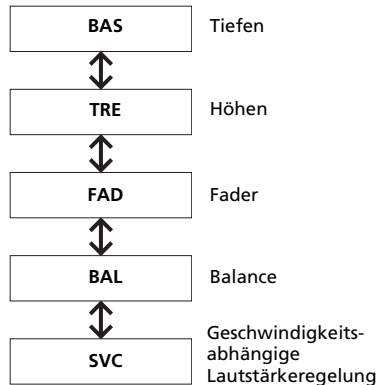 BAS Tiefen
TRE Höhen
FAD Fader
BAL Balance
Geschwindigkeits-
abhängige
SVC Lautstärkeregelung